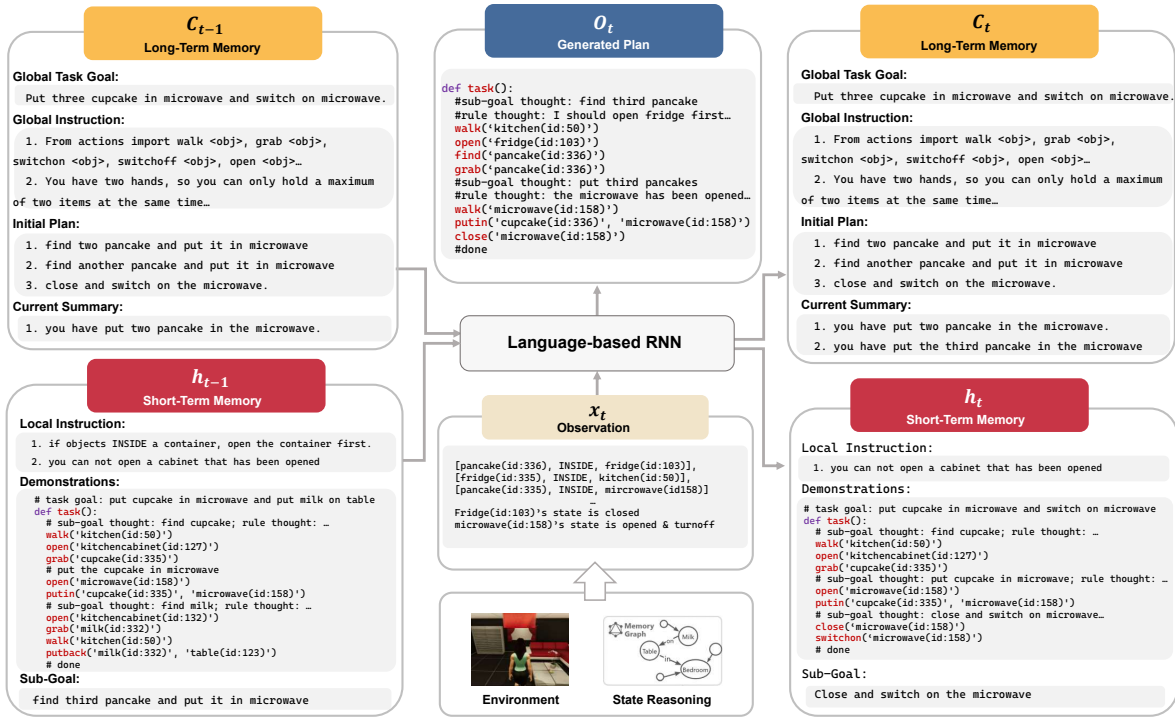 C_{t-1}
Long-Term Memory
Global Task Goal:
Put three cupcake in microwave and switch on microwave.
Global Instruction:
1. From actions import walk <obj>, grab <obj>,
switchon <obj>, switchoff <obj>, open <obj>…
2. You have two hands, so you can only hold a maximum
of two items at the same time…
Initial Plan:
1. find two pancake and put it in microwave
2. find another pancake and put it in microwave
3. close and switch on the microwave.
Current Summary:
1. you have put two pancake in the microwave.
h_{t-1}
Short-Term Memory
Local Instruction:
1. if objects INSIDE a container, open the container first.
2. you can not open a cabinet that has been opened
Demonstrations:
# task goal: put cupcake in microwave and put milk on table
def task():
# sub-goal thought: find cupcake; rule thought: …
walk('kitchen(id:50)')
open('kitchencabinet(id:127)')
grab('cupcake(id:335)')
# put the cupcake in microwave
open('microwave(id:158)')
putin('cupcake(id:335)', 'microwave(id:158)')
# sub-goal thought: find milk; rule thought: …
open('kitchencabinet(id:132)')
grab('milk(id:332)')
walk('kitchen(id:50)')
putback('milk(id:332)', 'table(id:123)')
# done
Sub-Goal:
find third pancake and put it in microwave
O_t
Generated Plan
def task():
#sub-goal thought: find third pancake
#rule thought: I should open fridge first…
walk(‘kitchen(id:50)’)
open(‘fridge(id:103)’)
find(‘pancake(id:336)’)
grab(‘pancake(id:336)’)
#sub-goal thought: put third pancakes
#rule thought: the microwave has been opened…
walk(‘microwave(id:158)’)
putin('cupcake(id:336)', 'microwave(id:158)')
close('microwave(id:158)')
#done
Language-based RNN
x_t
Observation
[pancake(id:336), INSIDE, fridge(id:103)],
[fridge(id:335), INSIDE, kitchen(id:50)],
[pancake(id:335), INSIDE, mircrowave(id158)]
…
Fridge(id:103)’s state is closed
microwave(id:158)’s state is opened & turnoff
Environment
Memory
Graph
Milk
on
Table
in
Bedroom
State Reasoning
C_t
Long-Term Memory
Global Task Goal:
Put three cupcake in microwave and switch on microwave.
Global Instruction:
1. From actions import walk <obj>, grab <obj>,
switchon <obj>, switchoff <obj>, open <obj>…
2. You have two hands, so you can only hold a maximum
of two items at the same time…
Initial Plan:
1. find two pancake and put it in microwave
2. find another pancake and put it in microwave
3. close and switch on the microwave.
Current Summary:
1. you have put two pancake in the microwave.
2. you have put the third pancake in the microwave
h_t
Short-Term Memory
Local Instruction:
1. you can not open a cabinet that has been opened
Demonstrations:
# task goal: put cupcake in microwave and switch on microwave
def task():
# sub-goal thought: find cupcake; rule thought: …
walk('kitchen(id:50)')
open('kitchencabinet(id:127)')
grab('cupcake(id:335)')
# sub-goal thought: put cupcake in microwave; rule thought: …
open('microwave(id:158)')
putin('cupcake(id:335)', 'microwave(id:158)')
# sub-goal thought: close and switch on microwave…
close('microwave(id:158)')
switchon('microwave(id:158)')
# done
Sub-Goal:
Close and switch on the microwave